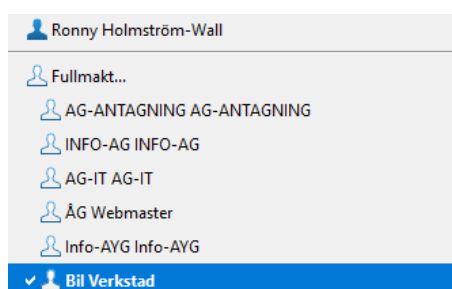 Ronny Holmström-Wall
Fullmakt...
AG-ANTAGNING AG-ANTAGNING
INFO-AG INFO-AG
AG-IT AG-IT
ÅG Webmaster
Info-AYG Info-AYG
Bil Verkstad